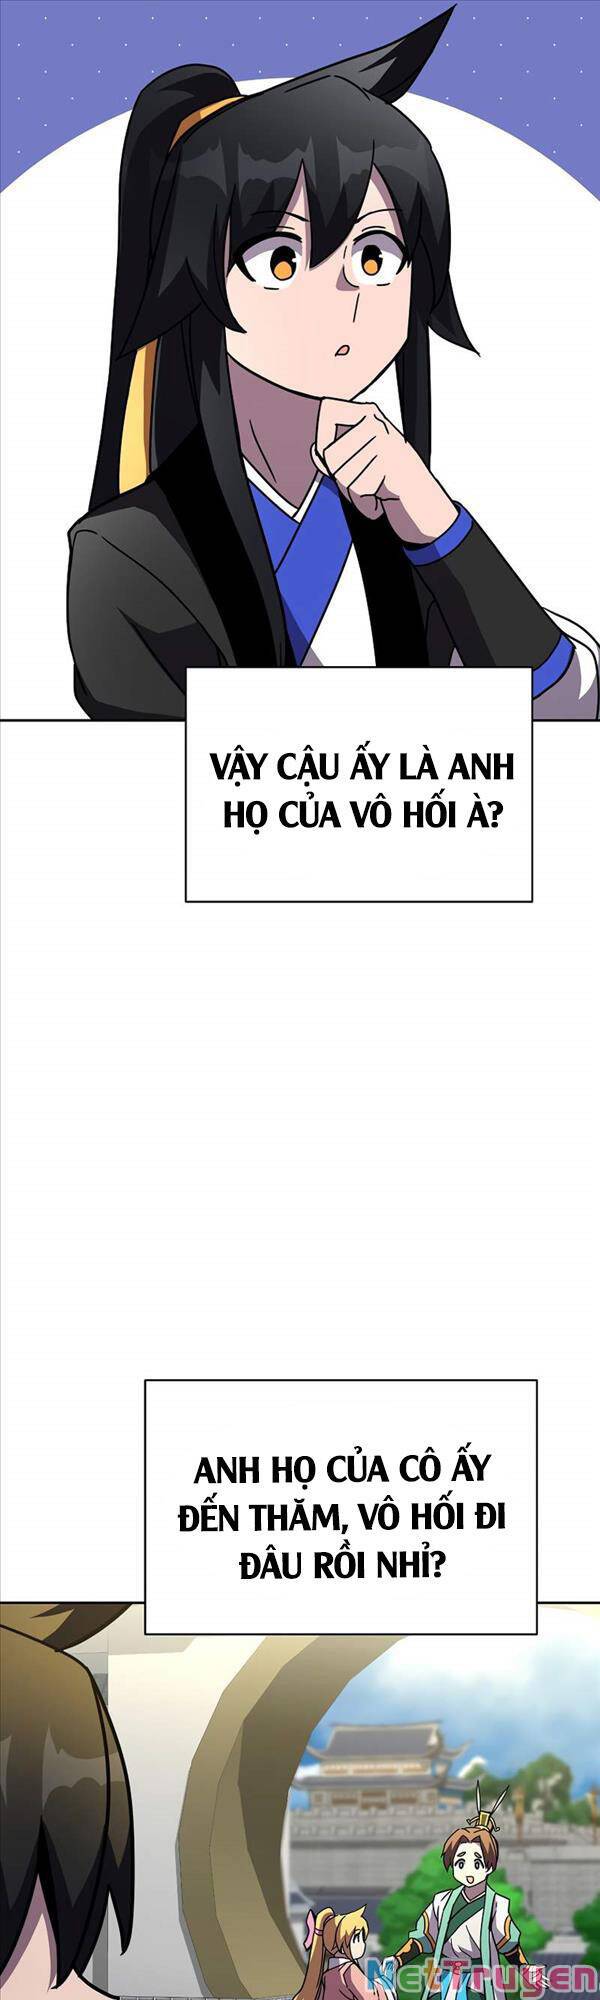 VẬY CẬU ẤY LÀ ANH
HỌ CỦA VÔ HỐI À?
ANH HỌ CỦA CÔ ẤY
ĐẾN THĂM, VÔ HỐI ĐI
ĐÂU RỒI NHỈ?
NetTruyen